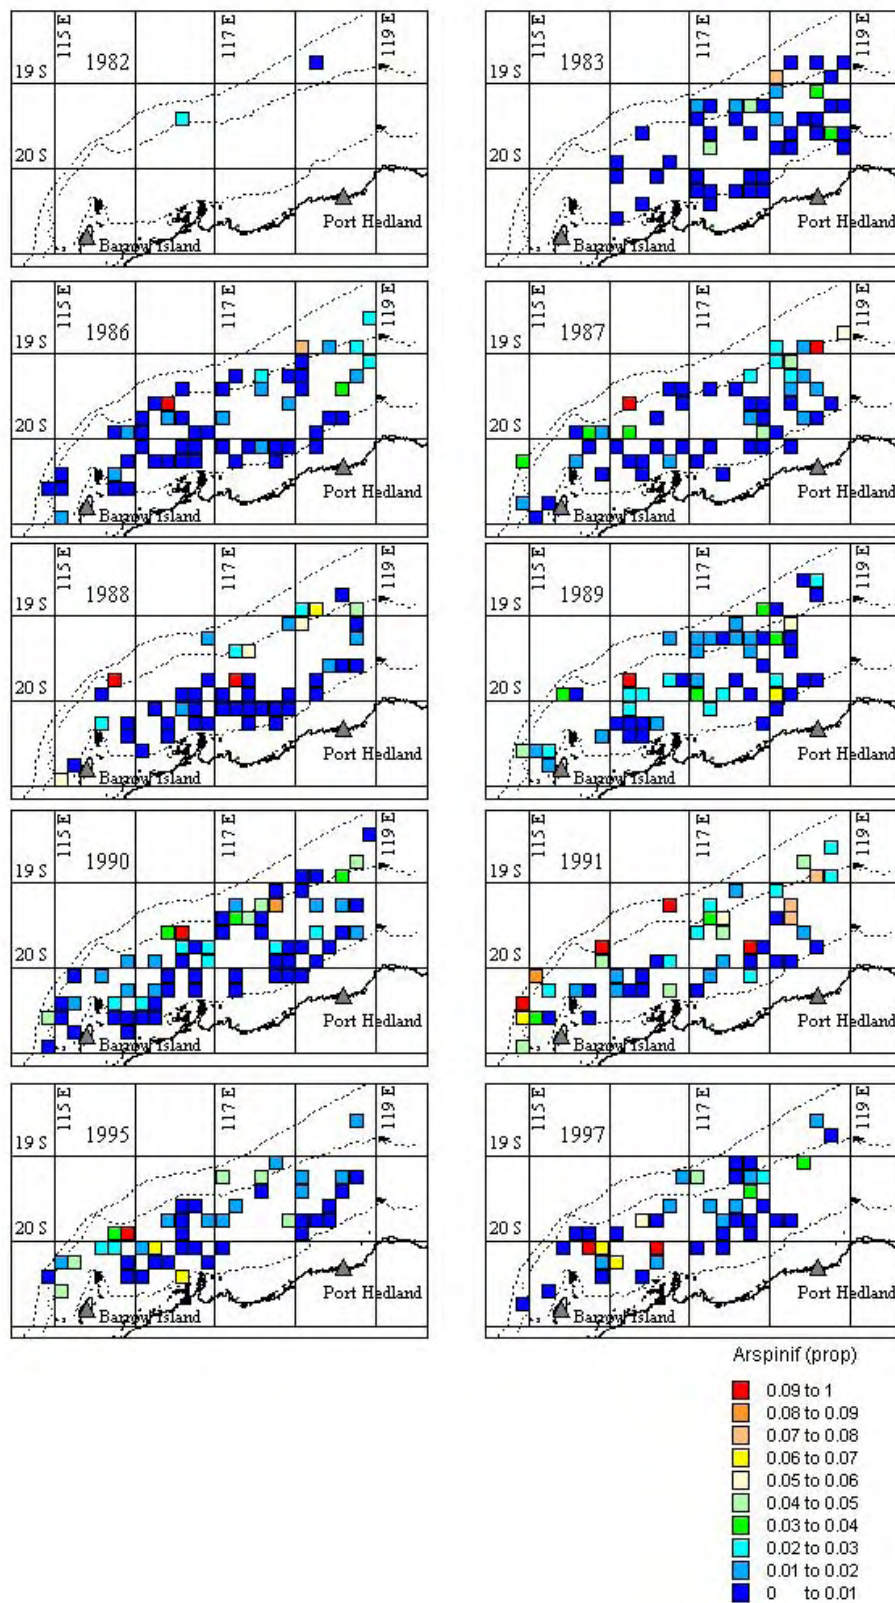 115 E 117 E 119 E
1982
19 S
20 S
Port Hedland
Barrow Island
115 E 117 E 119 E
1983
19 S
20 S
Port Hedland
Barrow Island
115 E 117 E 119 E
1986
19 S
20 S
Port Hedland
Barrow Island
115 E 117 E 119 E
1987
19 S
20 S
Port Hedland
Barrow Island
115 E 117 E 119 E
1988
19 S
20 S
Port Hedland
Barrow Island
115 E 117 E 119 E
1989
19 S
20 S
Port Hedland
Barrow Island
115 E 117 E 119 E
1990
19 S
20 S
Port Hedland
Barrow Island
115 E 117 E 119 E
1991
19 S
20 S
Port Hedland
Barrow Island
115 E 117 E 119 E
1995
19 S
20 S
Port Hedland
Barrow Island
115 E 117 E 119 E
1997
19 S
20 S
Port Hedland
Barrow Island
Arspinif (prop)
0.09 to 1
0.08 to 0.09
0.07 to 0.08
0.06 to 0.07
0.05 to 0.06
0.04 to 0.05
0.03 to 0.04
0.02 to 0.03
0.01 to 0.02
0 to 0.01